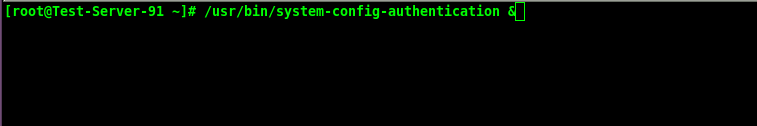 [root@Test-Server-91 ~]# /usr/bin/system-config-authentication &